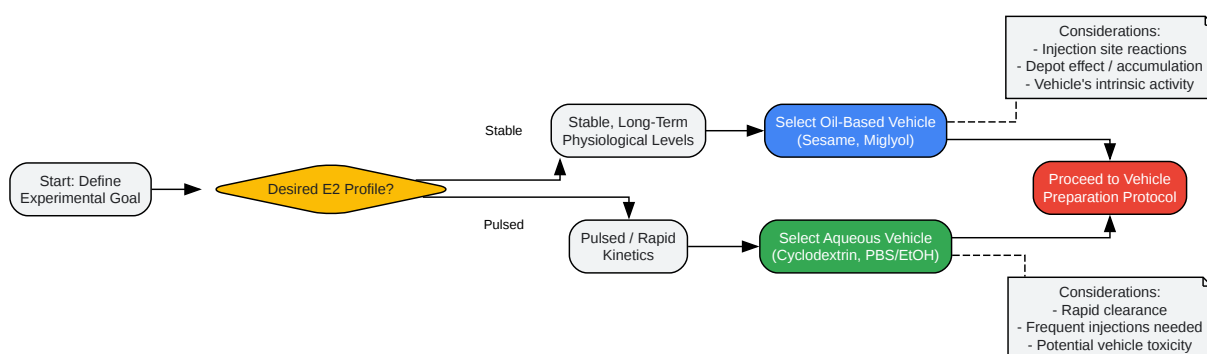 Start: Define
Experimental Goal
Desired E2 Profile?
Stable
Pulsed
Stable, Long-Term
Physiological Levels
Pulsed / Rapid
Kinetics
Select Oil-Based Vehicle
(Sesame, Miglyol)
Select Aqueous Vehicle
(Cyclodextrin, PBS/EtOH)
Considerations:
- Injection site reactions
- Depot effect / accumulation
- Vehicle's intrinsic activity
Proceed to Vehicle
Preparation Protocol
Considerations:
- Rapid clearance
- Frequent injections needed
- Potential vehicle toxicity